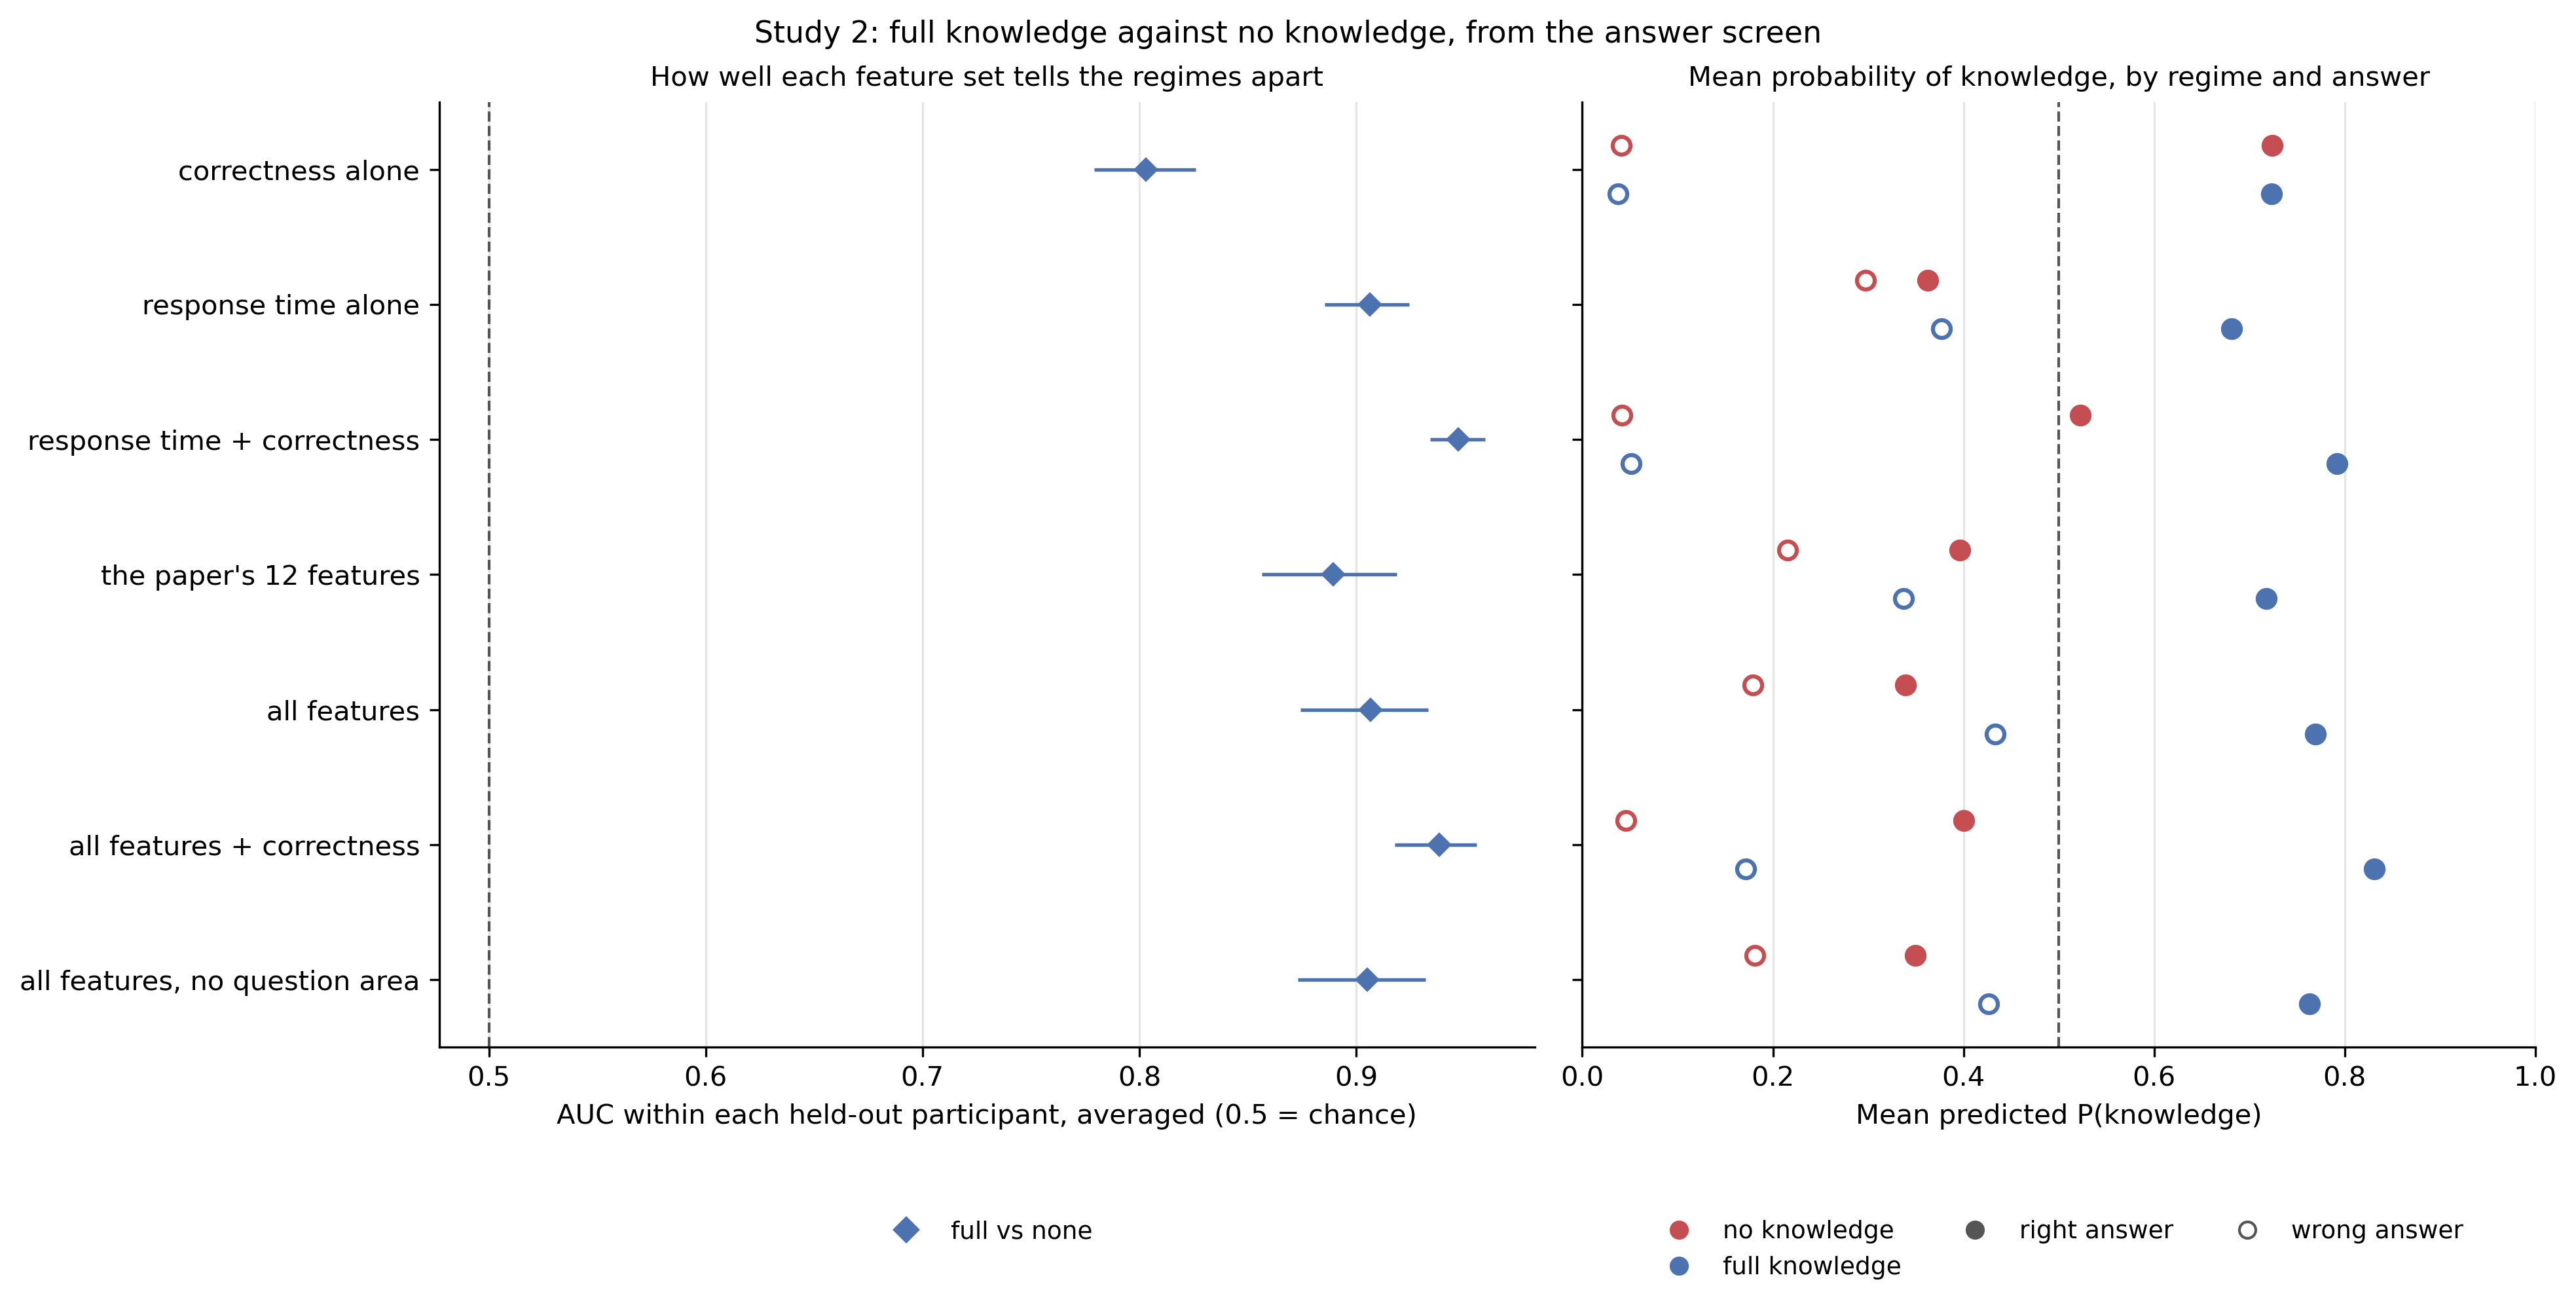 Study 2: full knowledge against no knowledge, from the answer screen
How well each feature set tells the regimes apart
Mean probability of knowledge, by regime and answer
correctness alone
response time alone
response time + correctness
the paper's 12 features
all features
all features + correctness
all features, no question area
0.5 0.6 0.7 0.8 0.9
0.0 0.2 0.4 0.6 0.8 1.0
AUC within each held-out participant, averaged (0.5 = chance)
Mean predicted P(knowledge)
full vs none
no knowledge right answer wrong answer
full knowledge